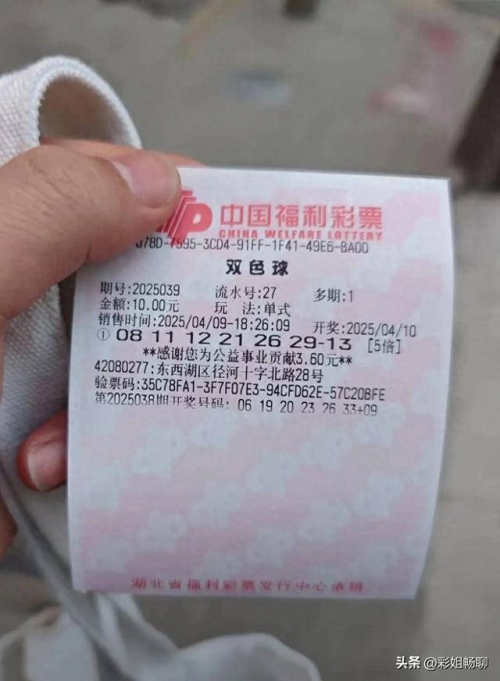 中国福利彩票
CHINA WELFARE LOTTERY
078D-7595-3CD4-91FF-1F41-49E6-BA00
双色球
期号:2025039 流水号:27 多期:1
金额:10.00元 玩 法:单式
销售时间:2025/04/09-18:26:09 开奖:2025/04/10
① 08 11 12 21 26 29-13 [5倍]
**感谢您为公益事业贡献3.60元**
42080277:东西湖区径河十字北路28号
验票码:35C78FA1-3F7F07E3-94CFD62E-57C208FE
第2025038期开奖号码: 06 19 20 23 26 33+09
湖北省福利彩票发行中心承销
头条 @彩姐畅聊